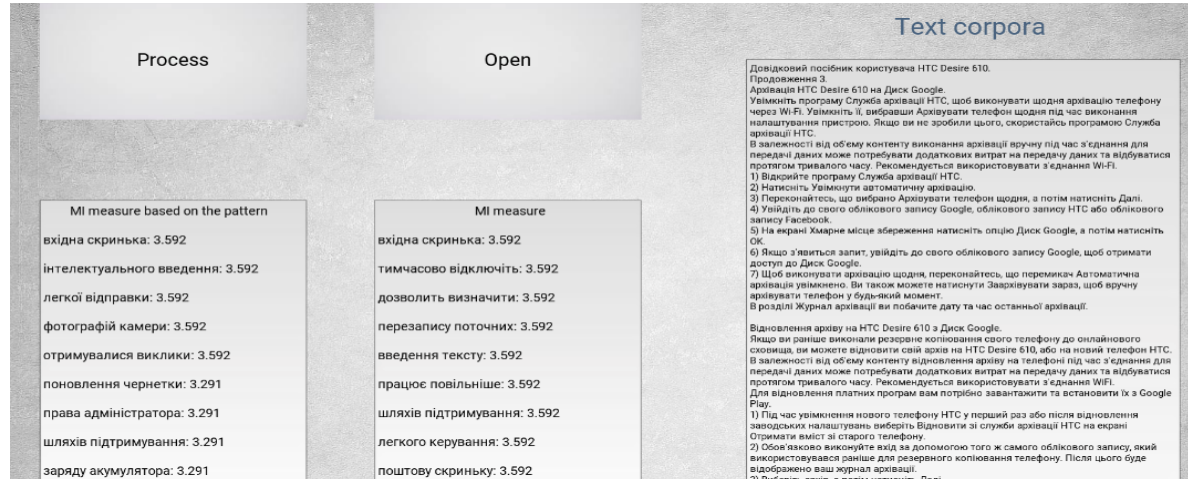 Process
Open
MI measure based on the pattern
вхідна скринька: 3.592
інтелектуального введення: 3.592
легкої відправки: 3.592
фотографій камери: 3.592
отримувалися виклики: 3.592
поновлення чернетки: 3.291
права адміністратора: 3.291
шляхів підтримування: 3.291
заряду акумулятора: 3.291
MI measure
вхідна скринька: 3.592
тимчасово відключіть: 3.592
дозволить визначити: 3.592
перезапису поточних: 3.592
введення тексту: 3.592
працює повільніше: 3.592
шляхів підтримування: 3.592
легкого керування: 3.592
поштову скриньку: 3.592
Text corpora
Довідковий посібник користувача HTC Desire 610.
Продовження 3.
Архівація HTC Desire 610 на Диск Google.
Увімкніть програму Служба архівації HTC, щоб виконувати щодня архівацію телефону
через Wi-Fi. Увімкніть її, вибравши Архівувати телефон щодня під час виконання
налаштування пристрою. Якщо ви не зробили цього, скористайсь програмою Служба
архівації HTC.
В залежності від об'єму контенту виконання архівації вручну під час з'єднання для
передачі даних може потребувати додаткових витрат на передачу даних та відбуватися
протягом тривалого часу. Рекомендується використовувати з'єднання Wi-Fi.
1) Відкрийте програму Служба архівації HTC.
2) Натисніть Увімкнути автоматичну архівацію.
3) Переконайтесь, що вибрано Архівувати телефон щодня, а потім натисніть Далі.
4) Увійдіть до свого облікового запису Google, облікового запису HTC або облікового
запису Facebook.
5) На екрані Хмарне місце збереження натисніть опцію Диск Google, а потім натисніть
OK.
6) Якщо з'явиться запит, увійдіть до свого облікового запису Google, щоб отримати
доступ до Диск Google.
7) Щоб виконувати архівацію щодня, переконайтесь, що перемикач Автоматична
архівація увімкнено. Ви також можете натиснути Заархівувати зараз, щоб вручну
архівувати телефон у будь-який момент.
В розділі Журнал архівації ви побачите дату та час останньої архівації.
Відновлення архіву на HTC Desire 610 з Диск Google.
Якщо ви раніше виконали резервне копіювання свого телефону до онлайнового
сховища, ви можете відновити свій архів на HTC Desire 610, або на новий телефон HTC.
В залежності від об'єму контенту відновлення архіву на телефоні під час з'єднання для
передачі даних може потребувати додаткових витрат на передачу даних та відбуватися
протягом тривалого часу. Рекомендується використовувати з'єднання WiFi.
Для відновлення платних програм вам потрібно завантажити та встановити їх з Google
Play.
1) Під час увімкнення нового телефону HTC у перший раз або після відновлення
заводських налаштувань виберіть Відновити зі служби архівації HTC на екрані
Отримати вміст зі старого телефону.
2) Обов'язково виконуйте вхід за допомогою того ж самого облікового запису, який
використовувався раніше для резервного копіювання телефону. Після цього буде
відображено ваш журнал архівації.
3) Виберіть архів, а потім натисніть Далі.